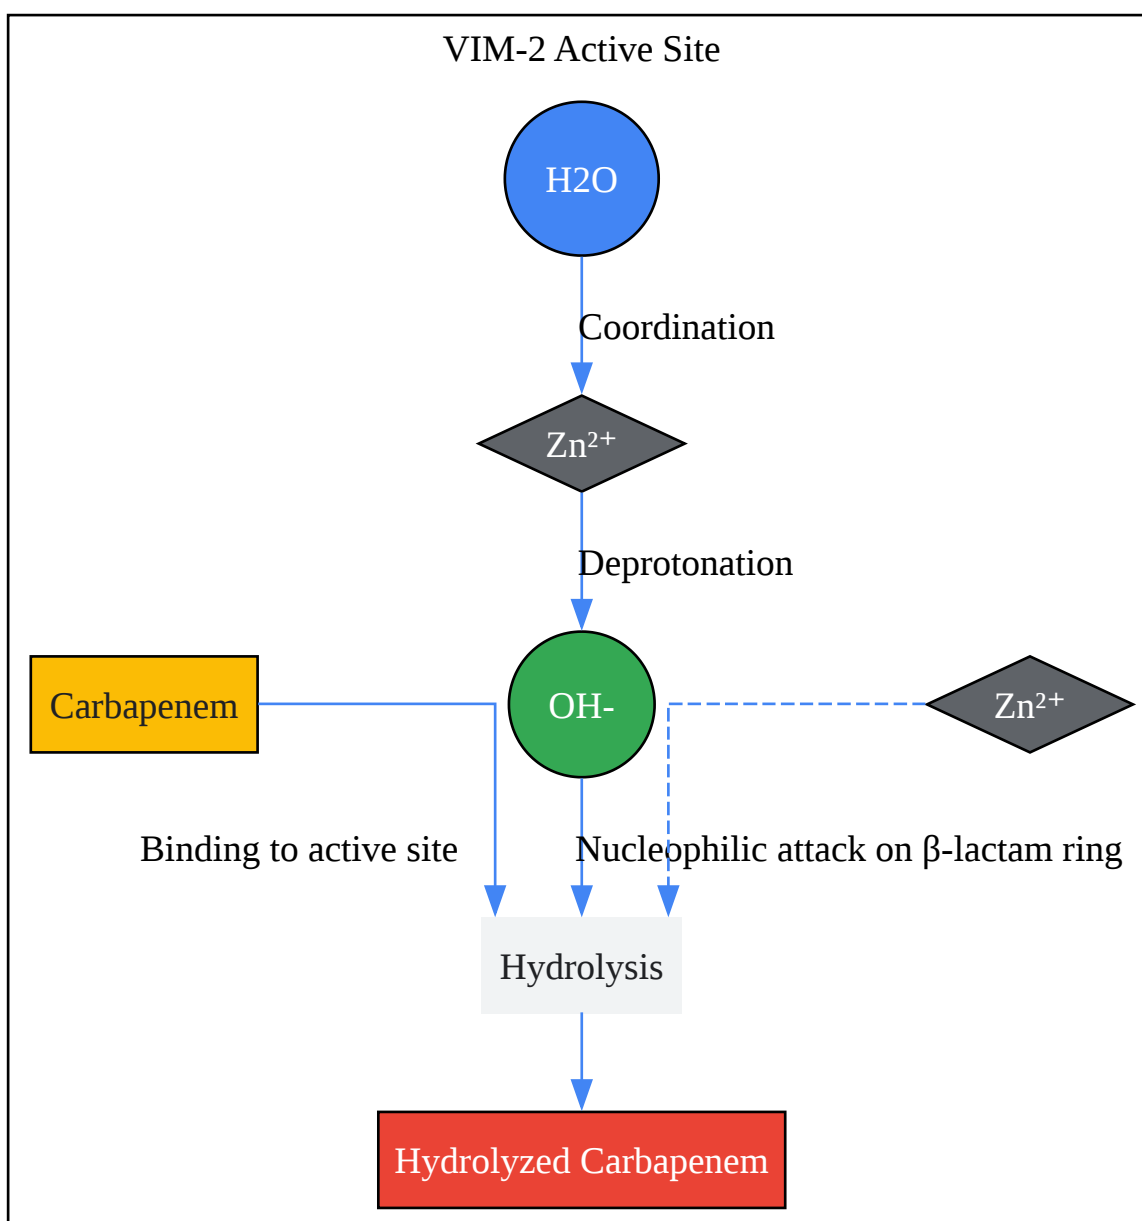 VIM-2 Active Site
H2O
Coordination
Zn²⁺
Deprotonation
Carbapenem
OH-
Zn²⁺
Binding to active site
Nucleophilic attack on β-lactam ring
Hydrolysis
Hydrolyzed Carbapenem